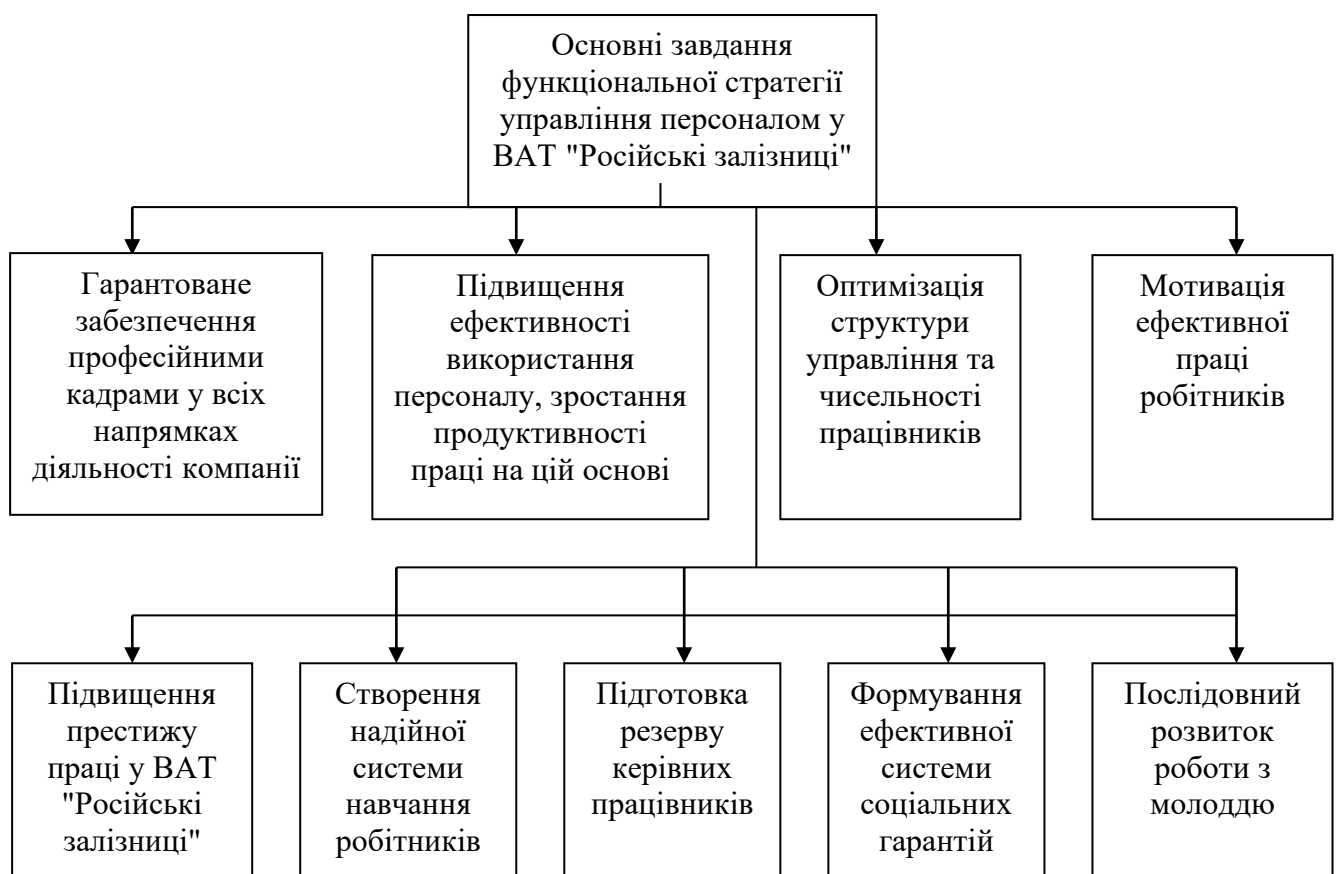 Основні завдання
функціональної стратегії
управління персоналом у
ВАТ "Російські залізниці"
Гарантоване
забезпечення
професійними
кадрами у всіх
напрямках
діяльності компанії
Підвищення
ефективності
використання
персоналу, зростання
продуктивності
праці на цій основі
Оптимізація
структури
управління та
чисельності
працівників
Мотивація
ефективної
праці
робітників
Підвищення
престижу
праці у ВАТ
"Російські
залізниці"
Створення
надійної
системи
навчання
робітників
Підготовка
резерву
керівних
працівників
Формування
ефективної
системи
соціальних
гарантій
Послідовний
розвиток
роботи з
молоддю